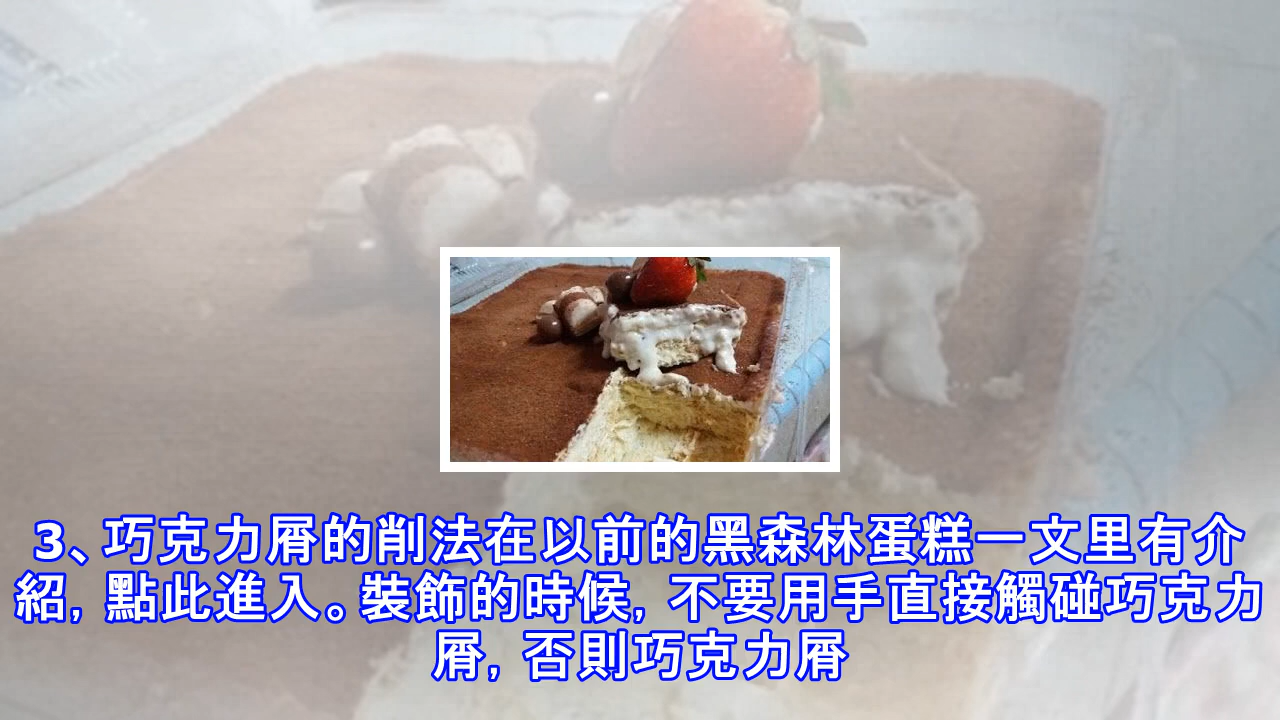 3、巧克力屑的削法在以前的黑森林蛋糕一文里有介
紹, 點此進入。裝飾的時候, 不要用手直接觸碰巧克力
屑, 否則巧克力屑